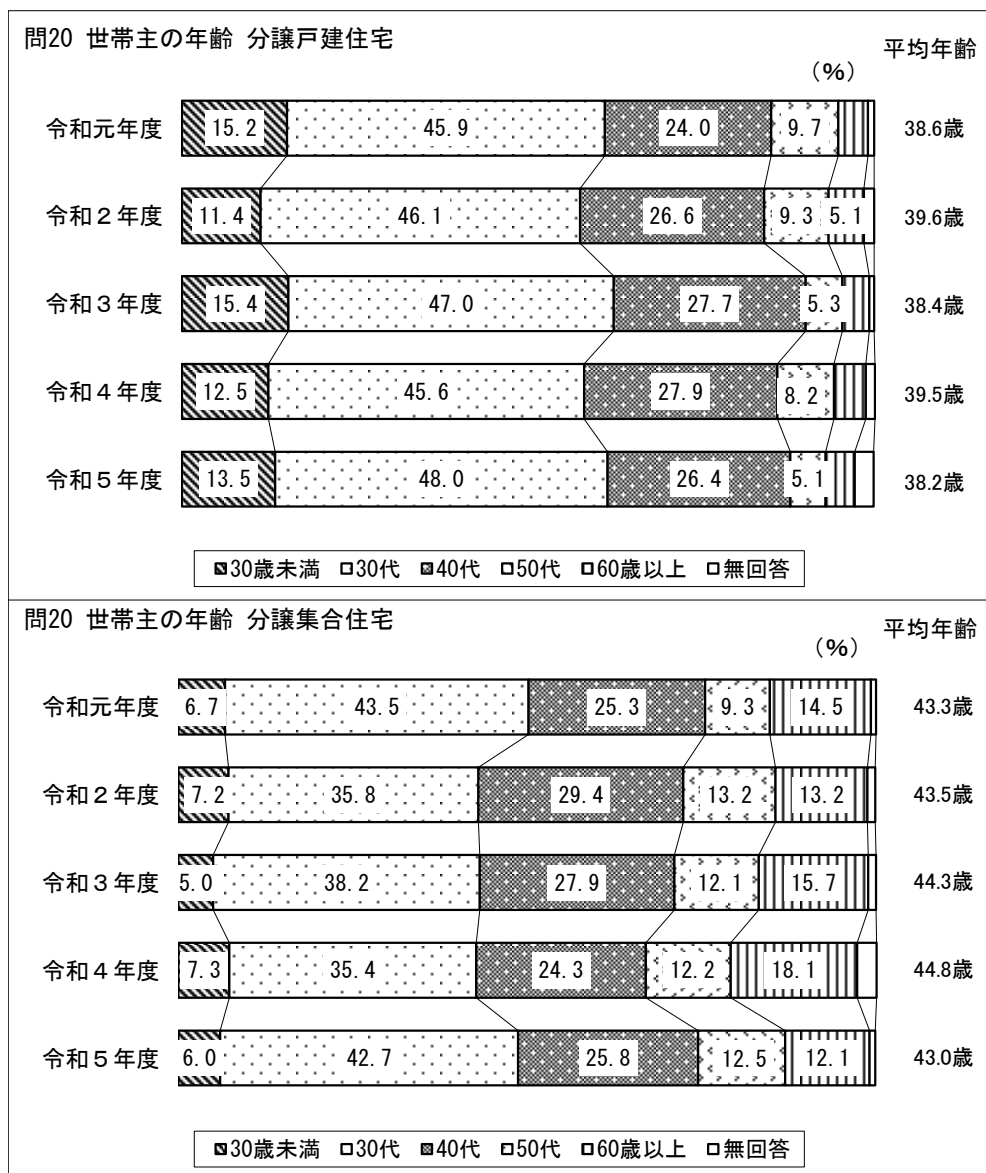 問20 世帯主の年齢 分譲戸建住宅
平均年齢
(%)
令和元年度 15.2 45.9 24.0 9.7 38.6歳
令和２年度 11.4 46.1 26.6 9.3 5.1 39.6歳
令和３年度 15.4 47.0 27.7 5.3 38.4歳
令和４年度 12.5 45.6 27.9 8.2 39.5歳
令和５年度 13.5 48.0 26.4 5.1 38.2歳
30歳未満 30代 40代 50代 60歳以上 無回答
問20 世帯主の年齢 分譲集合住宅
平均年齢
(%)
令和元年度 6.7 43.5 25.3 9.3 14.5 43.3歳
令和２年度 7.2 35.8 29.4 13.2 13.2 43.5歳
令和３年度 5.0 38.2 27.9 12.1 15.7 44.3歳
令和４年度 7.3 35.4 24.3 12.2 18.1 44.8歳
令和５年度 6.0 42.7 25.8 12.5 12.1 43.0歳
30歳未満 30代 40代 50代 60歳以上 無回答